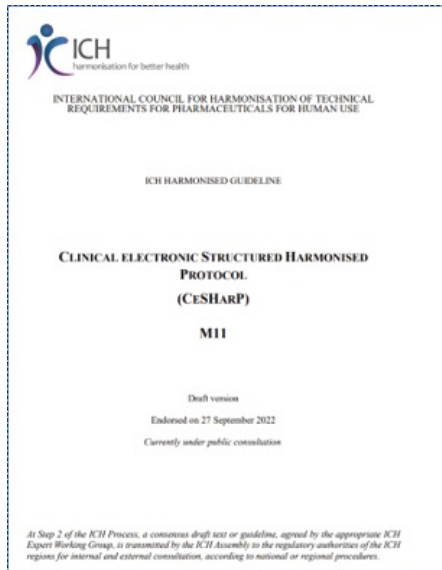 ICH
harmonisation for better health
INTERNATIONAL COUNCIL FOR HARMONISATION OF TECHNICAL
REQUIREMENTS FOR PHARMACEUTICALS FOR HUMAN USE
ICH HARMONISED GUIDELINE
CLINICAL ELECTRONIC STRUCTURED HARMONISED
PROTOCOL
(CESHARP)
M11
Draft version
Endorsed on 27 September 2022
Currently under public consultation
At Step 2 of the ICH Process, a consensus draft text or guideline, agreed by the appropriate ICH
Expert Working Group, is transmitted by the ICH Assembly to the regulatory authorities of the ICH
regions for internal and external consultation, according to national or regional procedures.